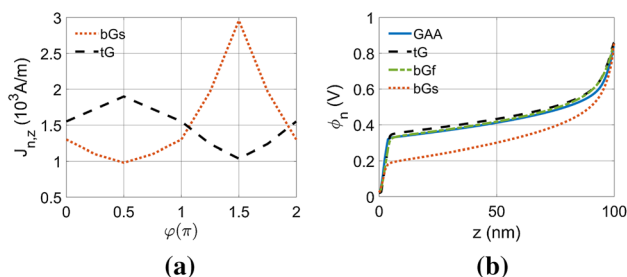 J_{n,z} (10^3 A/m)
3
2.5
2
1.5
1
0.5
0 0.5 1 1.5 2
φ(π)
bGs
tG
(a)
ϕ_n (V)
1
0.8
0.6
0.4
0.2
0
0 50 100
z (nm)
GAA
tG
bGf
bGs
(b)